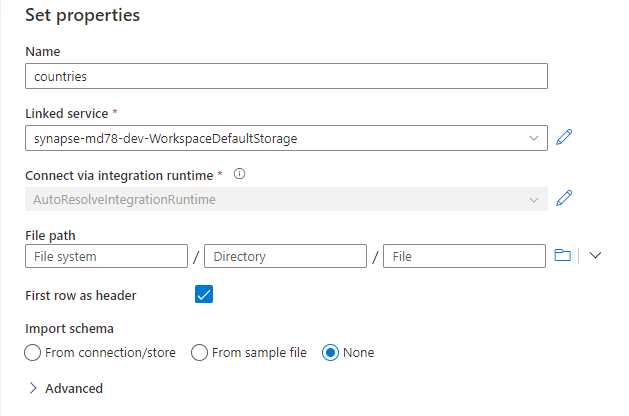 Set properties
Name
countries
Linked service *
synapse-md78-dev-WorkspaceDefaultStorage
Connect via integration runtime *
AutoResolveIntegrationRuntime
File path
File system / Directory / File
First row as header
Import schema
From connection/store From sample file None
Advanced